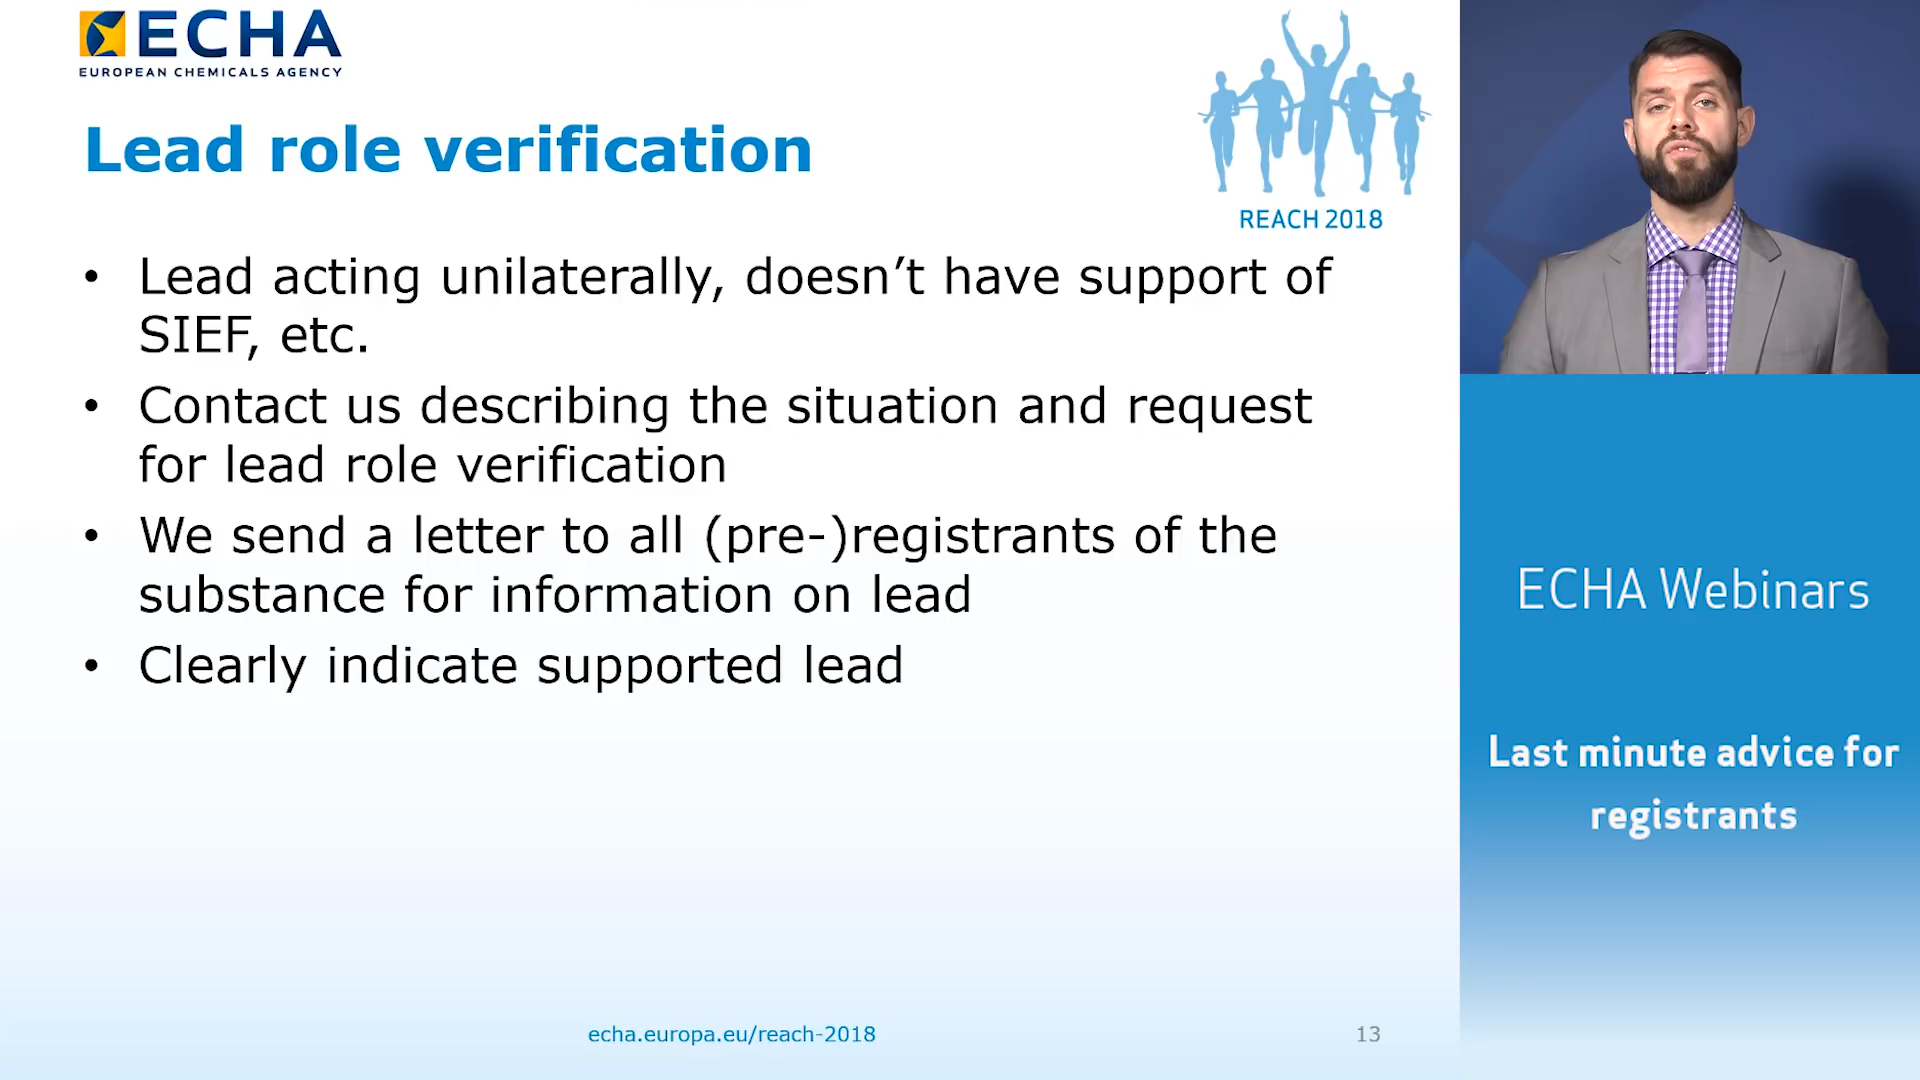 ECHA
EUROPEAN CHEMICALS AGENCY
REACH 2018
Lead role verification
• Lead acting unilaterally, doesn’t have support of
SIEF, etc.
• Contact us describing the situation and request
for lead role verification
• We send a letter to all (pre-)registrants of the
substance for information on lead
• Clearly indicate supported lead
echa.europa.eu/reach-2018
13
ECHA Webinars
Last minute advice for
registrants